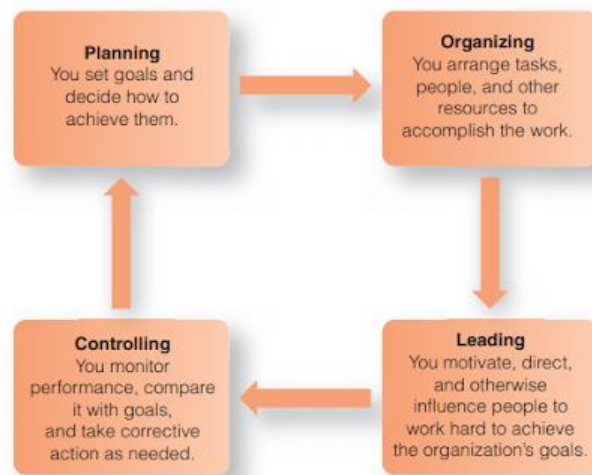 Planning
You set goals and
decide how to
achieve them.
Organizing
You arrange tasks,
people, and other
resources to
accomplish the work.
Controlling
You monitor
performance, compare
it with goals,
and take corrective
action as needed.
Leading
You motivate, direct,
and otherwise
influence people to
work hard to achieve
the organization's goals.